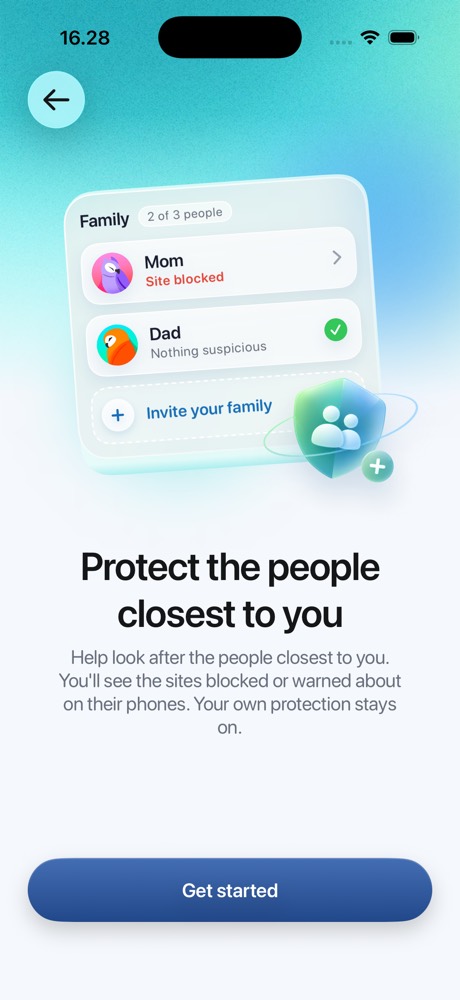 16.28
Family
2 of 3 people
Mom
Site blocked
Dad
Nothing suspicious
Invite your family
Protect the people
closest to you
Help look after the people closest to you.
You'll see the sites blocked or warned about
on their phones. Your own protection stays
on.
Get started